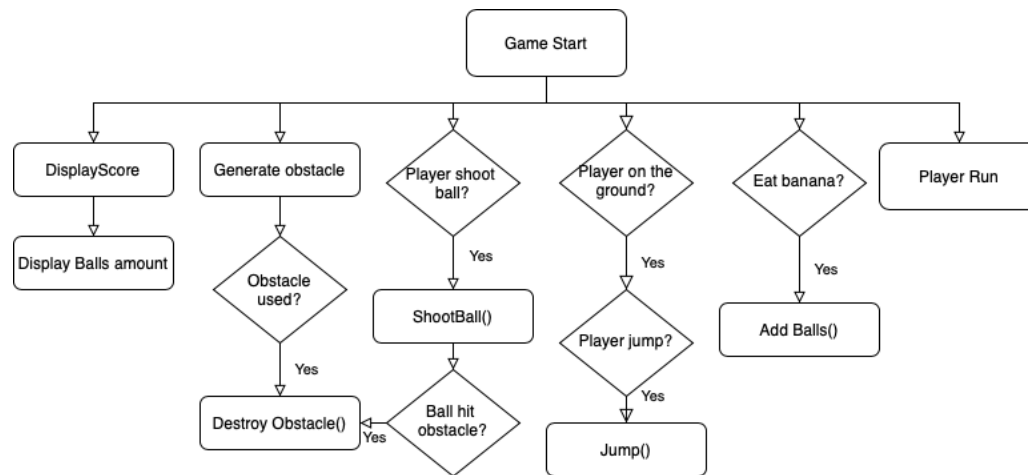 Game Start
DisplayScore
Generate obstacle
Player shoot
ball?
Player on the
ground?
Eat banana?
Player Run
Display Balls amount
Obstacle
used?
Yes
ShootBall()
Yes
Player jump?
Yes
Add Balls()
Yes
Destroy Obstacle()
Yes
Ball hit
obstacle?
Yes
Jump()